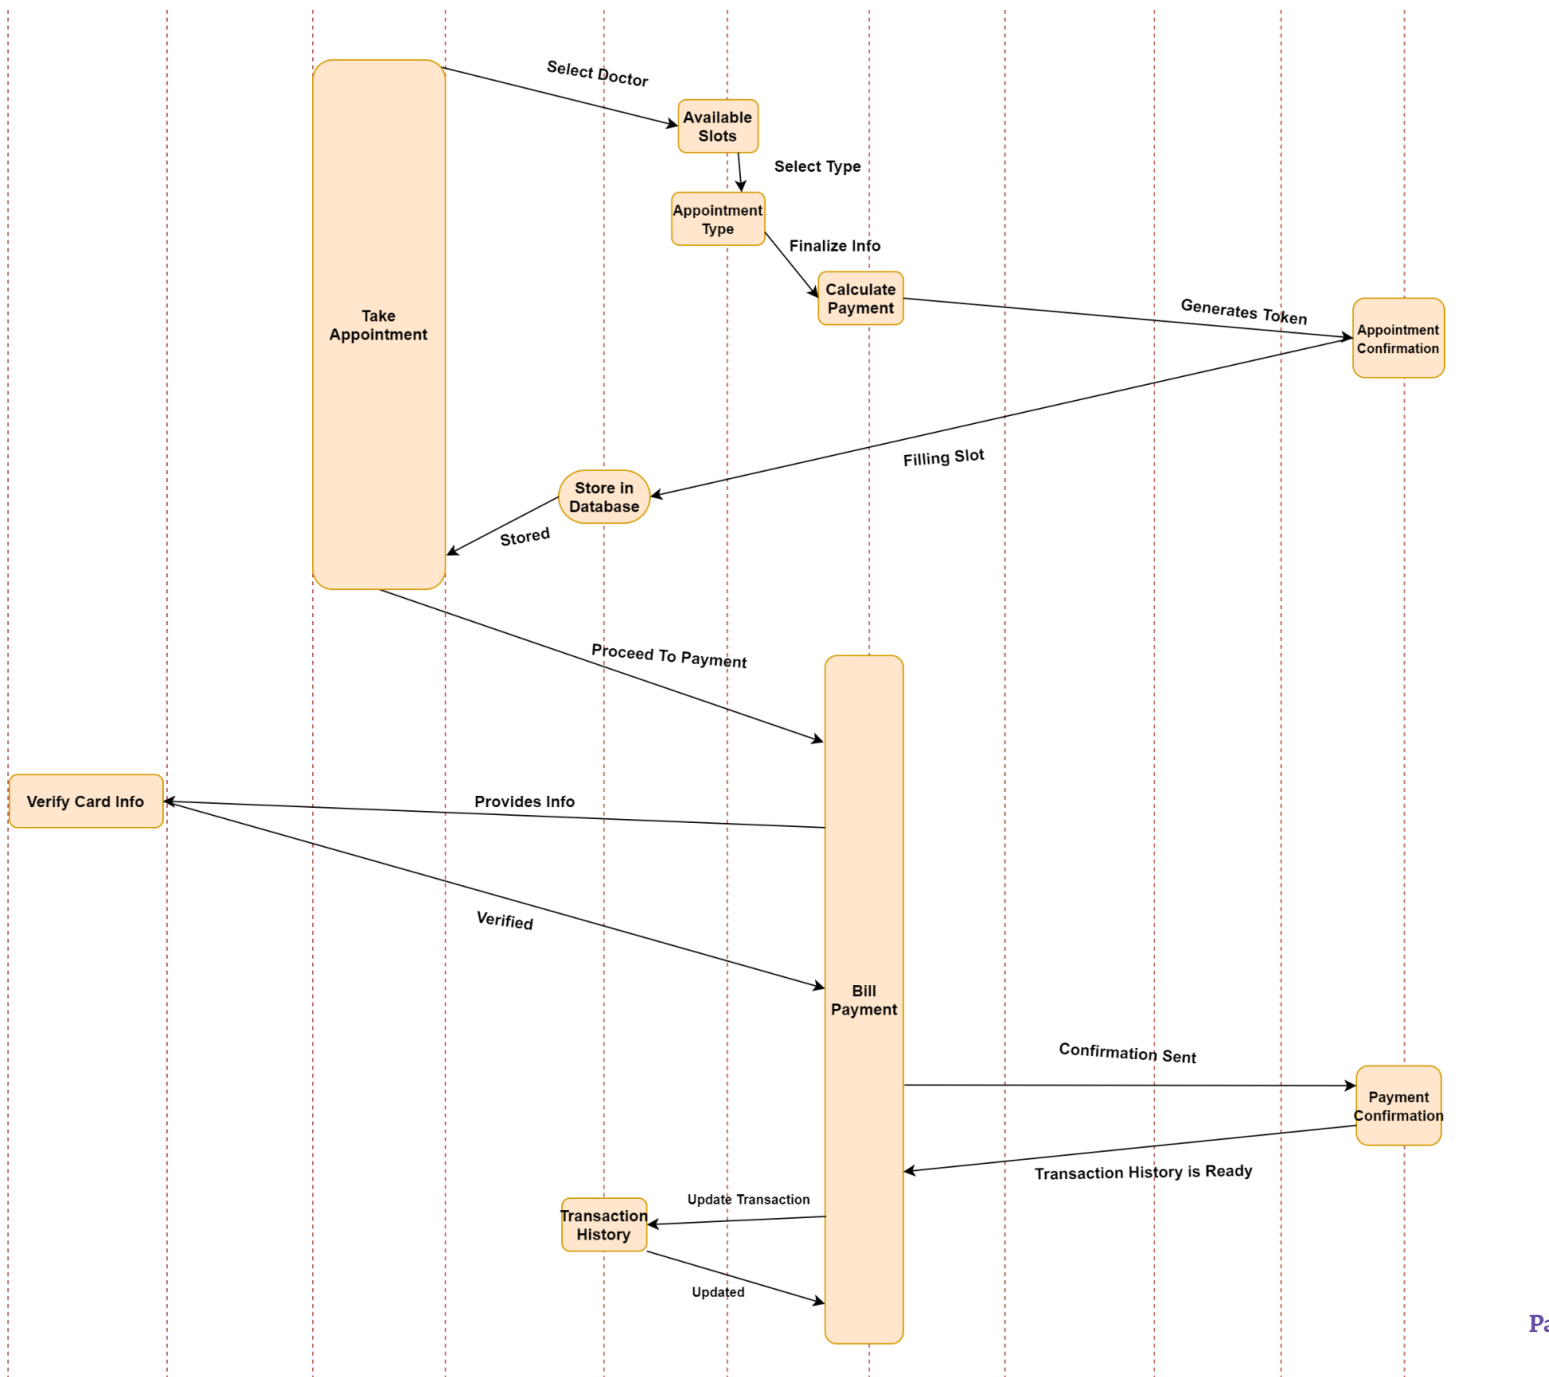 Select Doctor
Available
Slots
Select Type
Appointment
Type
Finalize Info
Calculate
Payment
Generates Token
Take
Appointment
Appointment
Confirmation
Filling Slot
Store in
Database
Stored
Proceed To Payment
Verify Card Info
Provides Info
Verified
Bill
Payment
Confirmation Sent
Payment
Confirmation
Transaction History is Ready
Update Transaction
Transaction
History
Updated
Pa